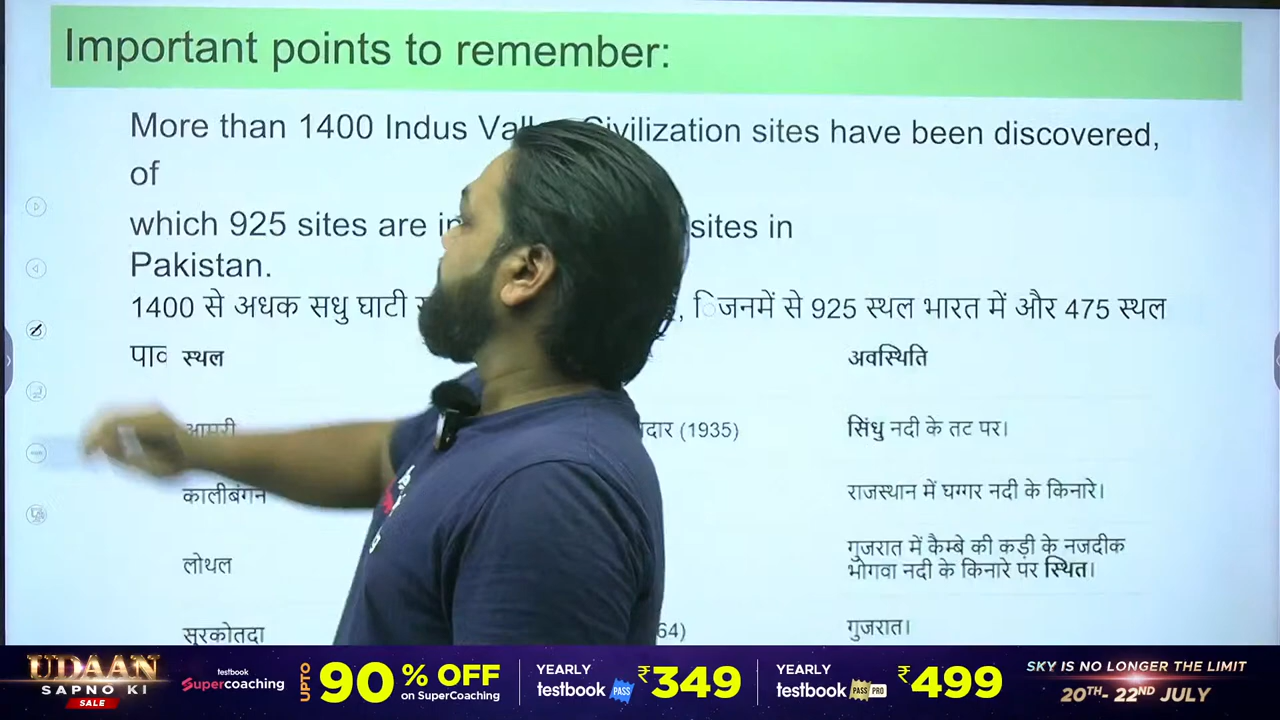 Important points to remember:
More than 1400 Indus Civilization sites have been discovered,
of
which 925 sites are sites in
Pakistan.
1400 से अधक सधु घाटी िजनमें से 925 स्थल भारत में और 475 स्थल
स्थल अवस्थिति
आमरी (1935) सिंधु नदी के तट पर।
कालीबंगन राजस्थान में घग्गर नदी के किनारे।
गुजरात में कैम्बे की कड़ी के नजदीक
लोथल भोगवा नदी के किनारे पर स्थित।
सुरकोतदा 64) गुजरात।
UDAAN
SAPNO KI
SALE
testbook
Supercoaching
UPTO 90 % OFF
on SuperCoaching
YEARLY
testbook PASS
₹349
YEARLY
testbook PASS PRO
₹499
SKY IS NO LONGER THE LIMIT
20TH- 22ND JULY